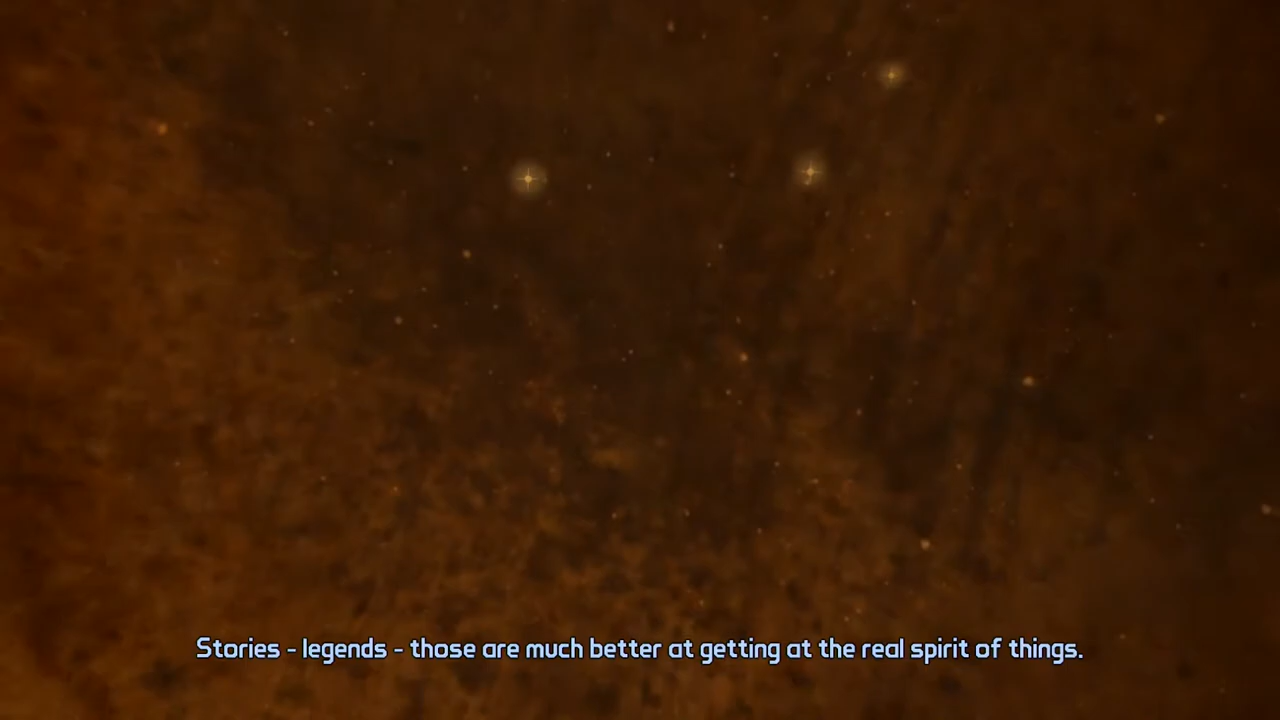 Stories - legends - those are much better at getting at the real spirit of things.